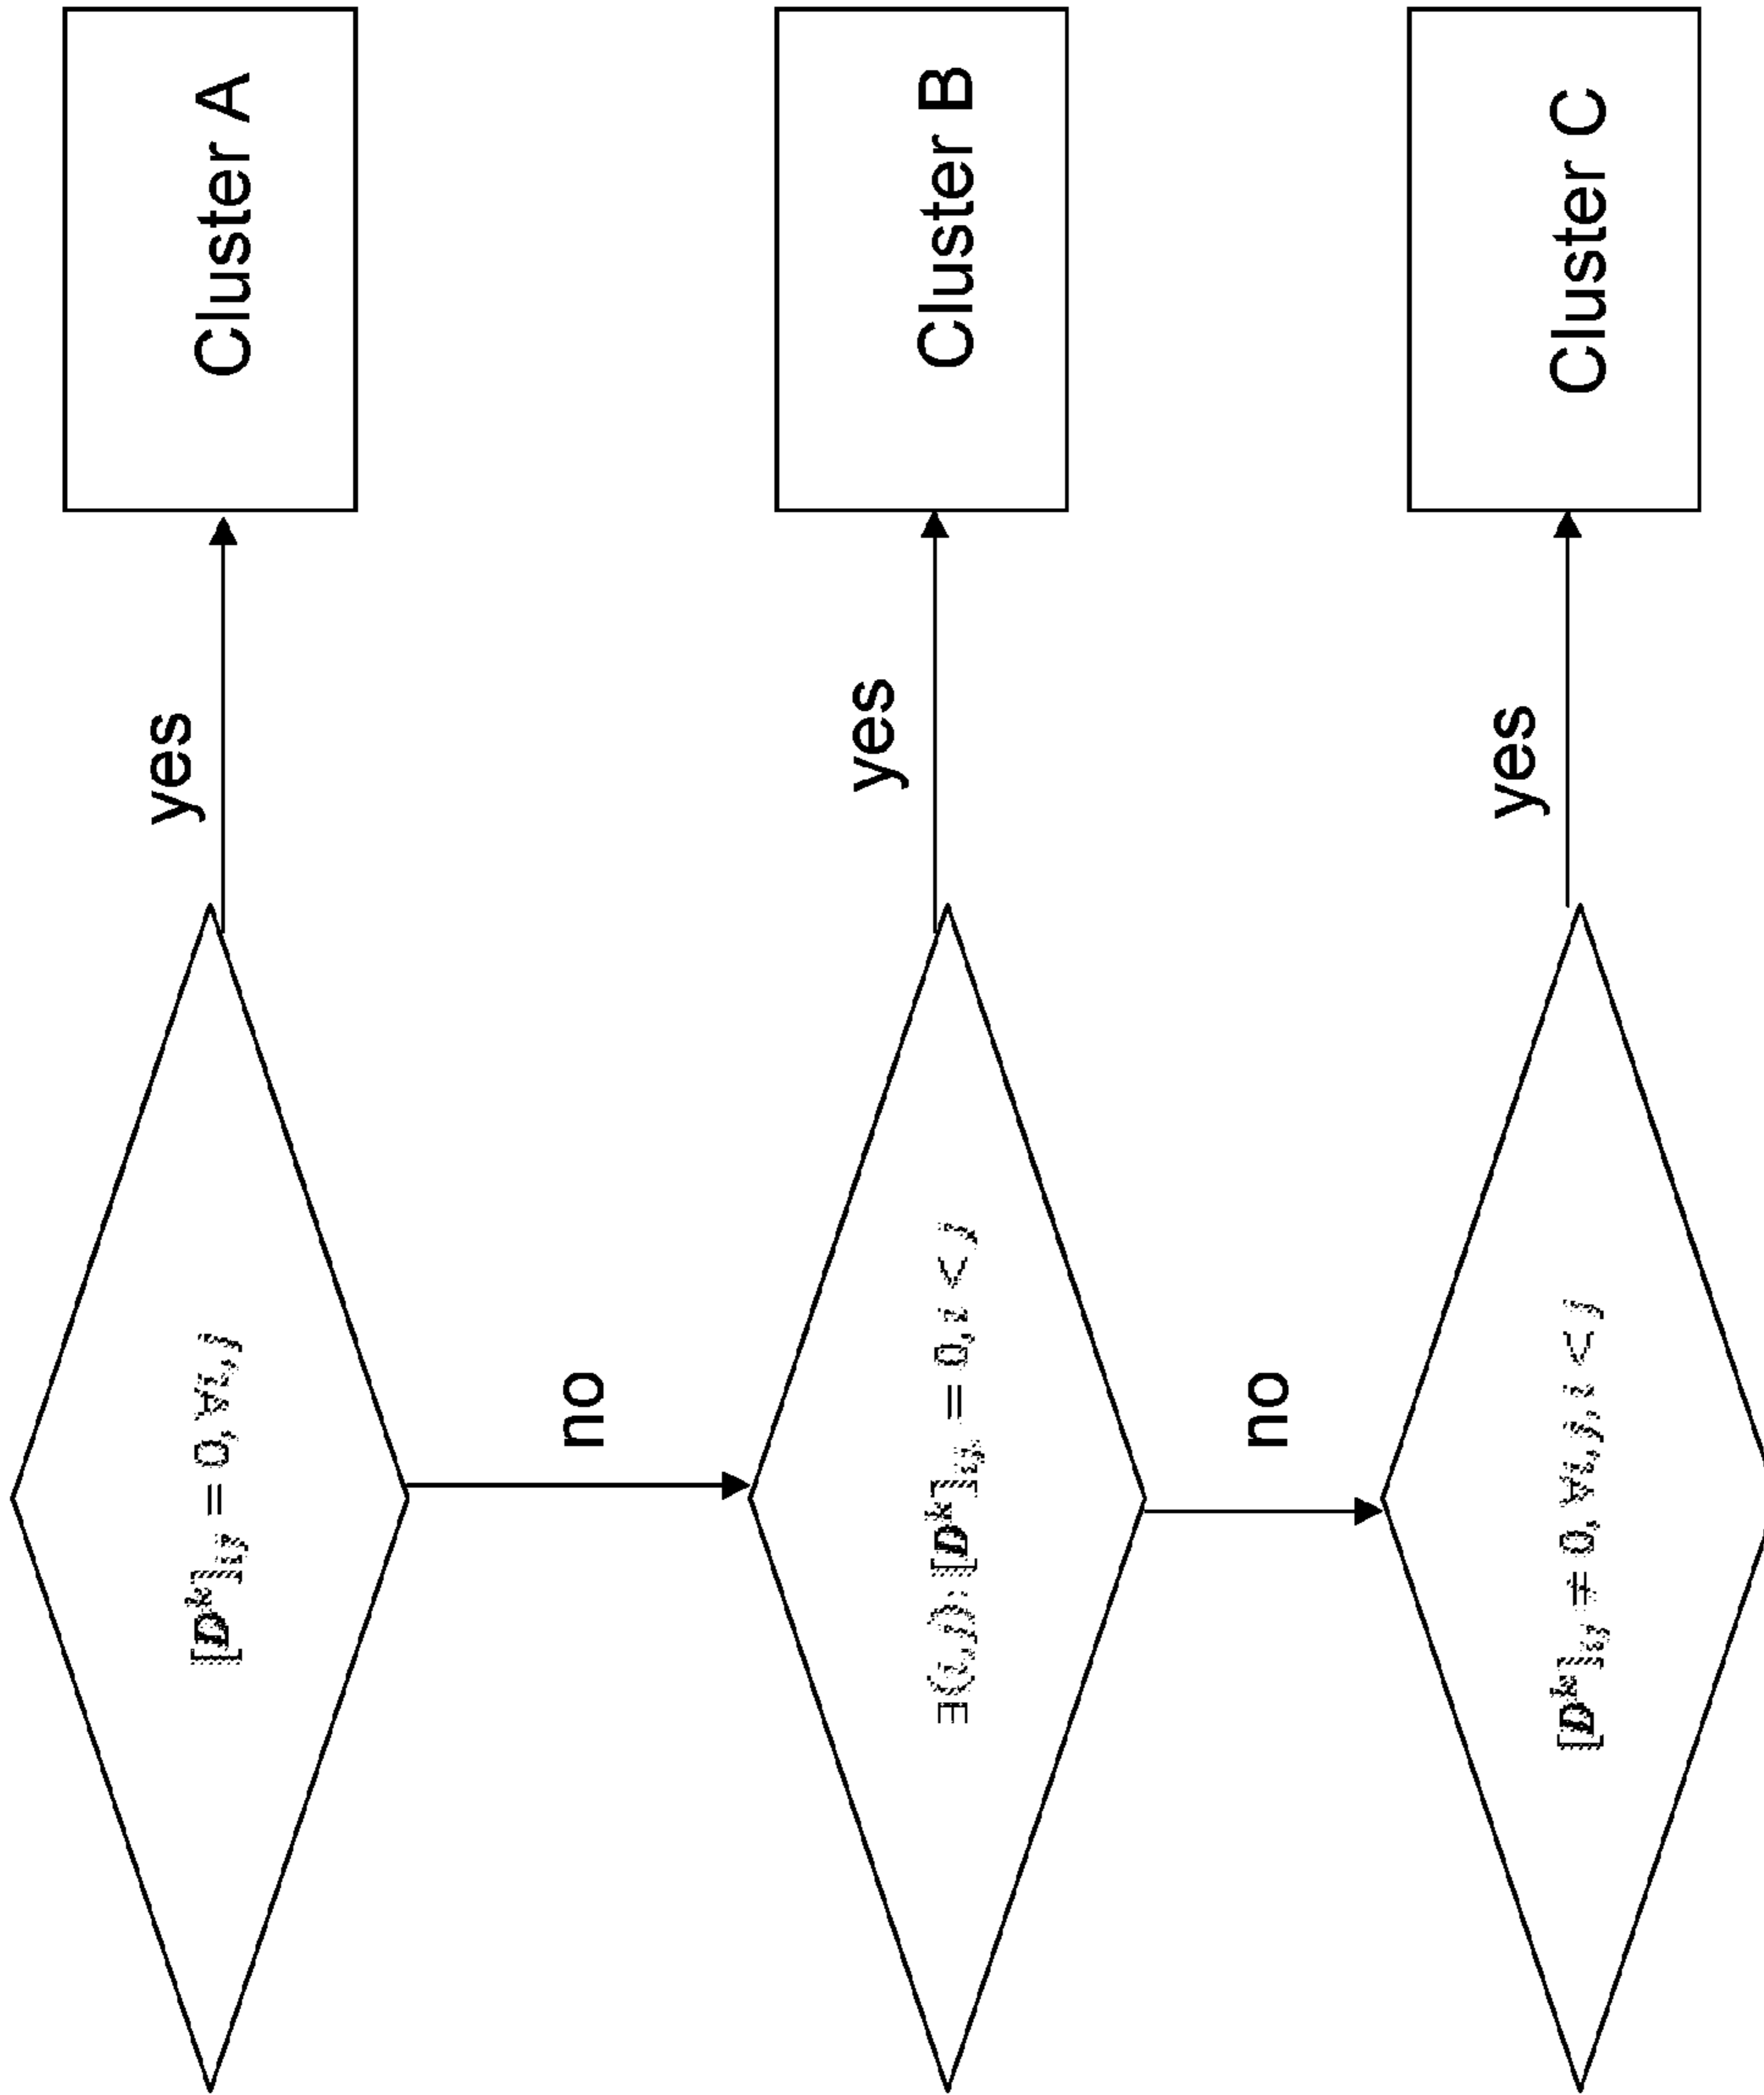 [D^k]_{i,j} = 0, ∀i, j
yes
Cluster A
no
∃(i, j): [D^k]_{i,j} = 0, i < j
yes
Cluster B
no
[D^k]_{i,j} ≠ 0, ∀i, j, i < j
yes
Cluster C